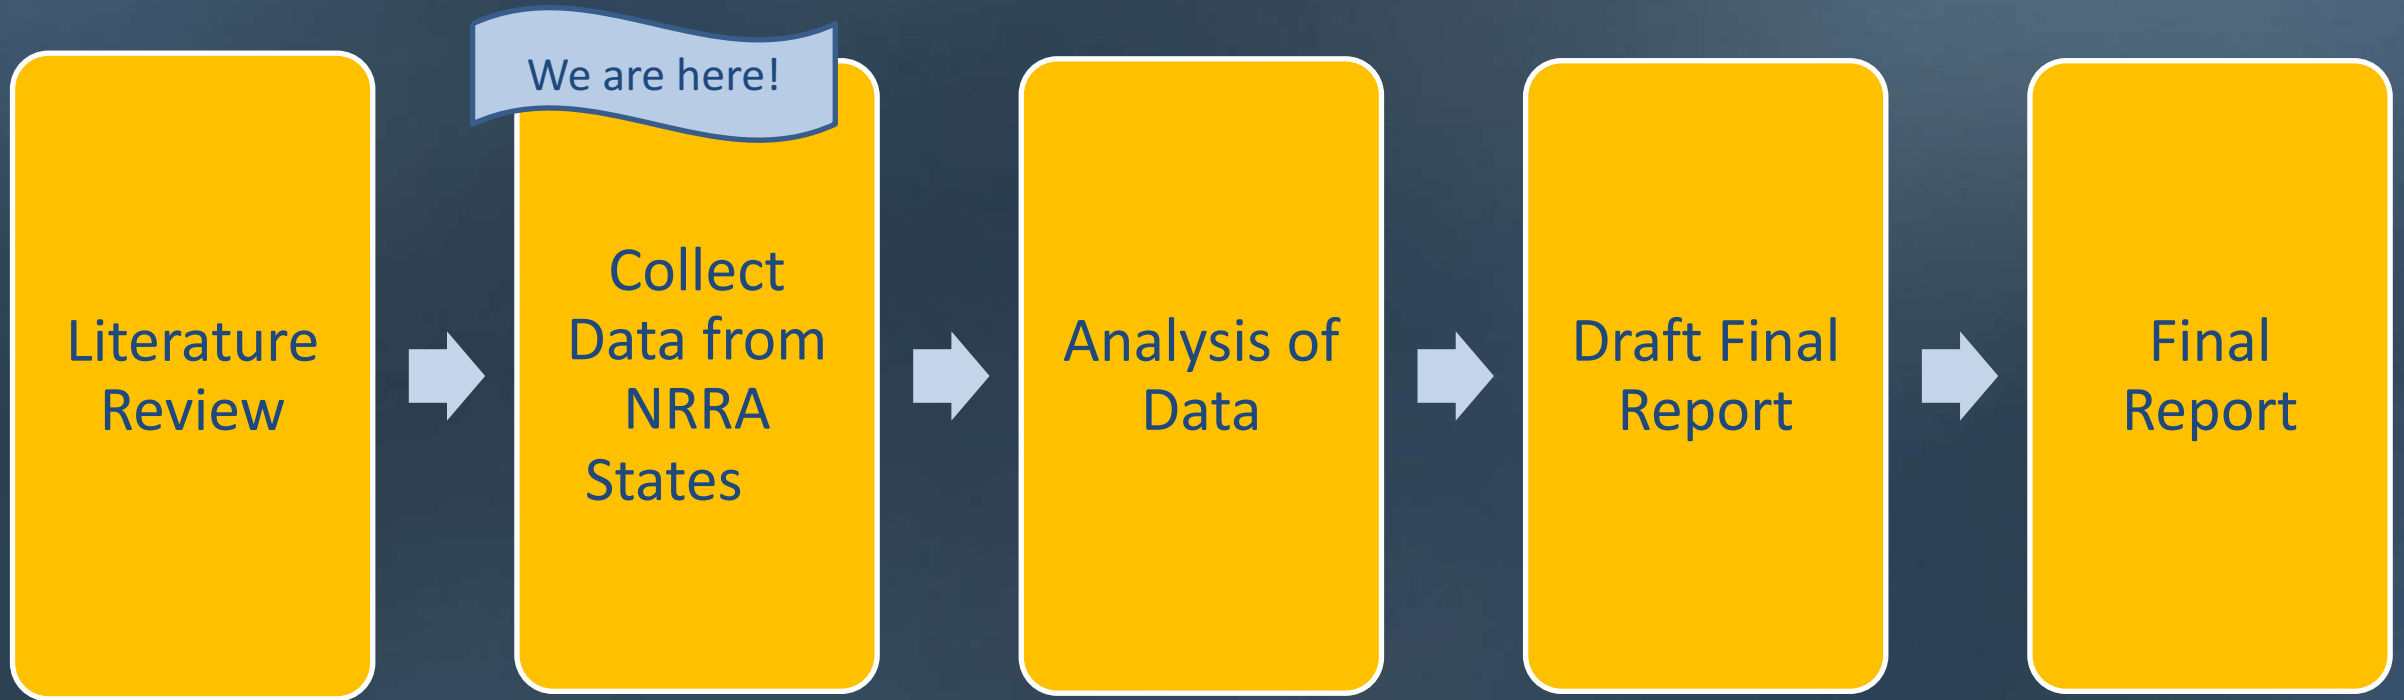 We are here!
Literature
Review
Collect
Data from
NRRA
States
Analysis of
Data
Draft Final
Report
Final
Report